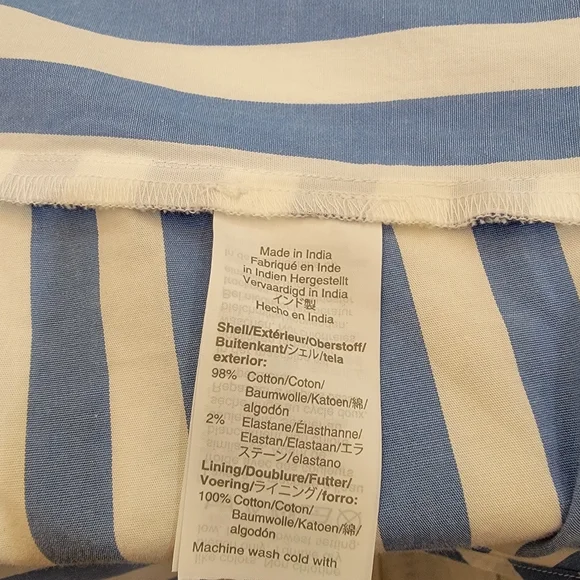 Made in India
Fabriqué en Inde
in Indien Hergestellt
Vervaardigd in India
インド製
Hecho en India
Shell/Extérieur/Oberstoff/
Buitenkant/シェル/tela
exterior:
98% Cotton/Coton/
Baumwolle/Katoen/綿/
algodón
2% Elastane/Élasthanne/
Elastan/Elastaan/エラ
ステーン/elastano
Lining/Doublure/Futter/
Voering/ライニング/forro:
100% Cotton/Coton/
Baumwolle/Katoen/綿/
algodón
Machine wash cold with